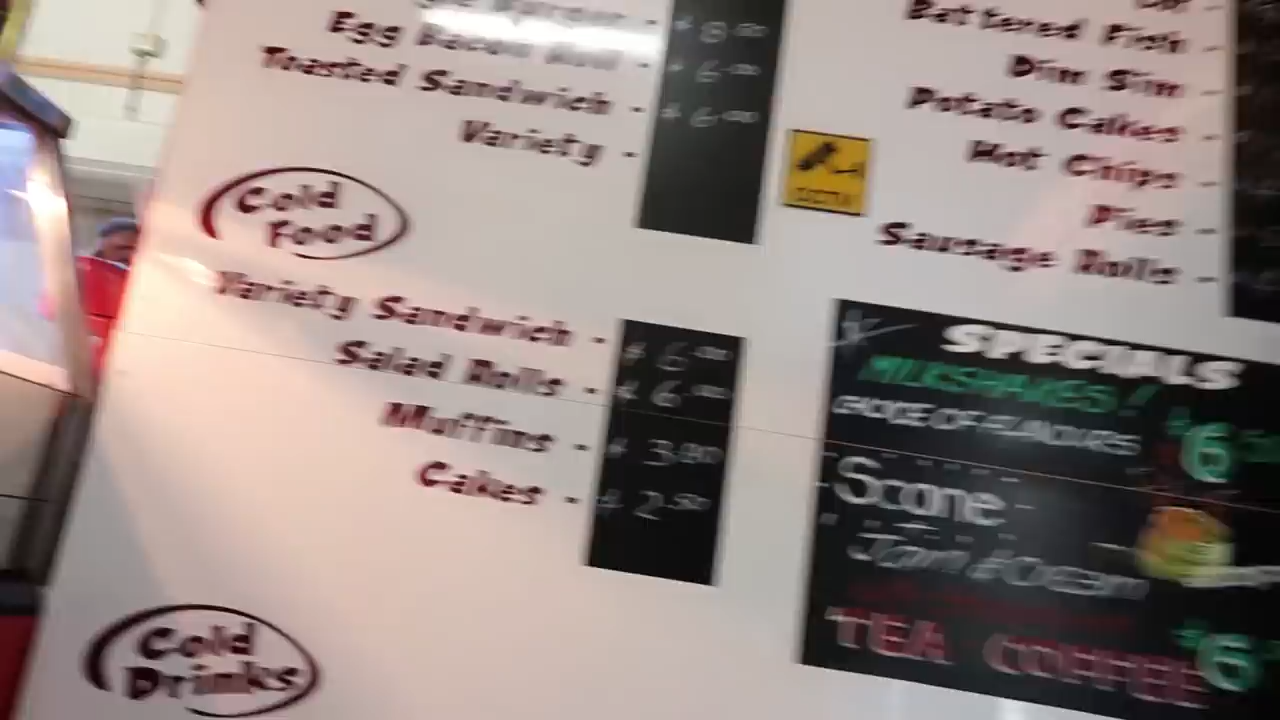 Egg Bacon Roll -
$ 6.00
Toasted Sandwich -
$ 6.00
Variety -
Cold
Food
Variety Sandwich -
$ 6.00
Salad Rolls -
$ 6.00
Muffins -
$ 3.80
Cakes -
$ 2.50
Cold
Drinks
Battered Fish -
Dim Sim -
Potato Cakes -
Hot Chips -
Pies -
Sausage Rolls -
SPECIALS
MILKSHAKES!
CHOICE OF FLAVOURS
$6
Scone
Jam & Cream
TEA COFFEE
$6